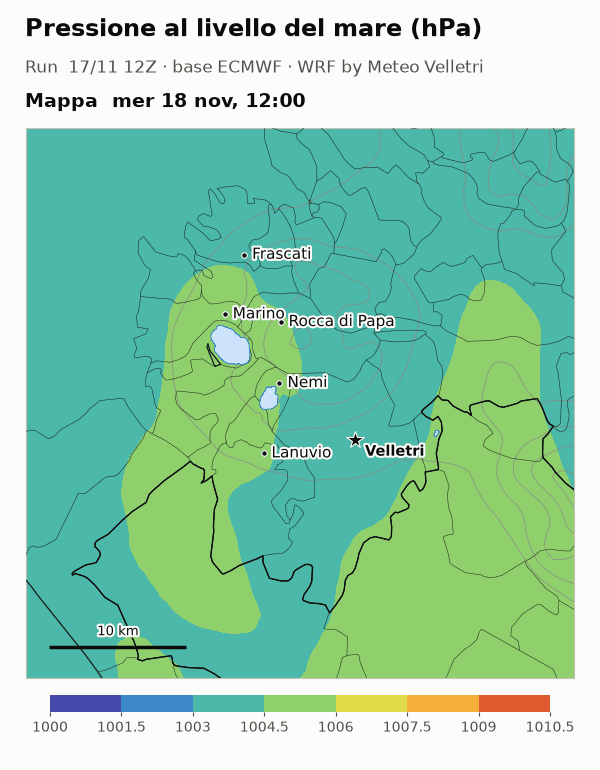 Pressione al livello del mare (hPa)
Run  17/11 12Z · base ECMWF · WRF by Meteo Velletri
Mappa  mer 18 nov, 12:00
Frascati
Marino
Rocca di Papa
Nemi
Velletri
Lanuvio
10 km
1000 1001.5 1003 1004.5 1006 1007.5 1009 1010.5